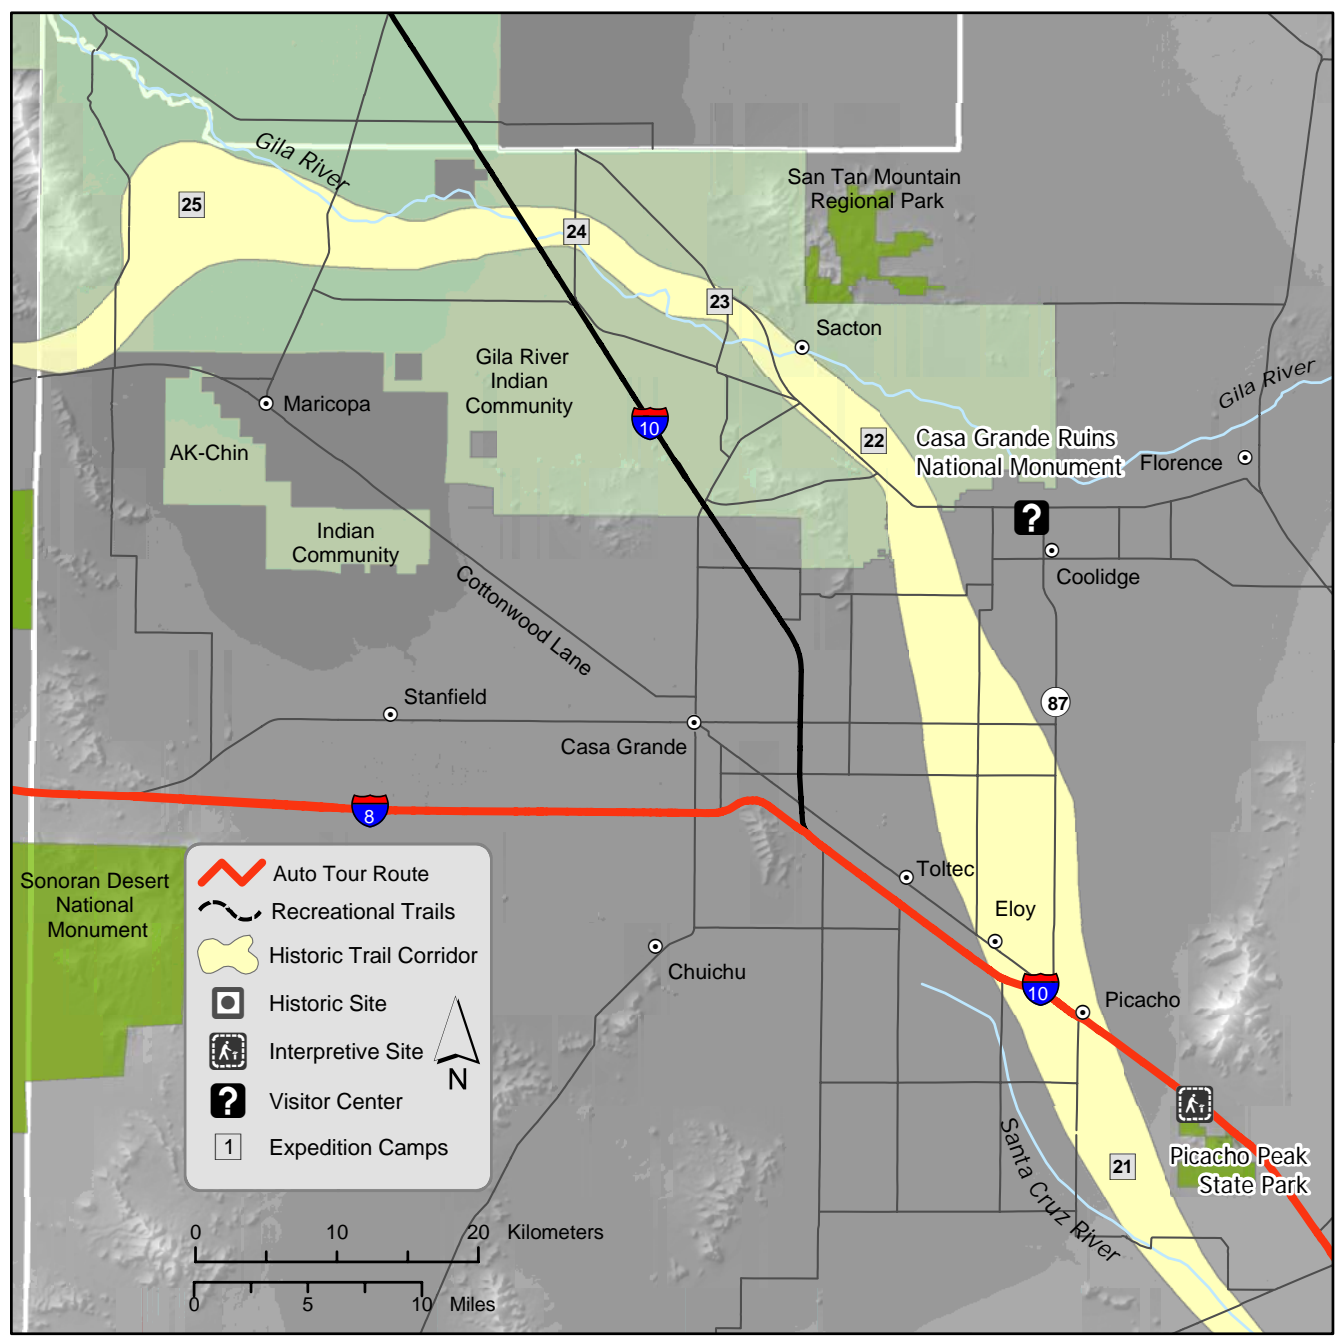 Gila River
San Tan Mountain
Regional Park
25
24
23
Sacton
Gila River
Indian
Community
Gila River
Maricopa
10
22
Casa Grande Ruins
National Monument
Florence
AK-Chin
?
Indian
Community
Coolidge
Cottonwood Lane
Stanfield
87
Casa Grande
8
Toltec
Sonoran Desert
National
Monument
Eloy
Chuichu
10
Picacho
Auto Tour Route
Recreational Trails
Historic Trail Corridor
Historic Site
Interpretive Site
N
? Visitor Center
1 Expedition Camps
Santa Cruz River
21
Picacho Peak
State Park
0 10 20 Kilometers
0 5 10 Miles